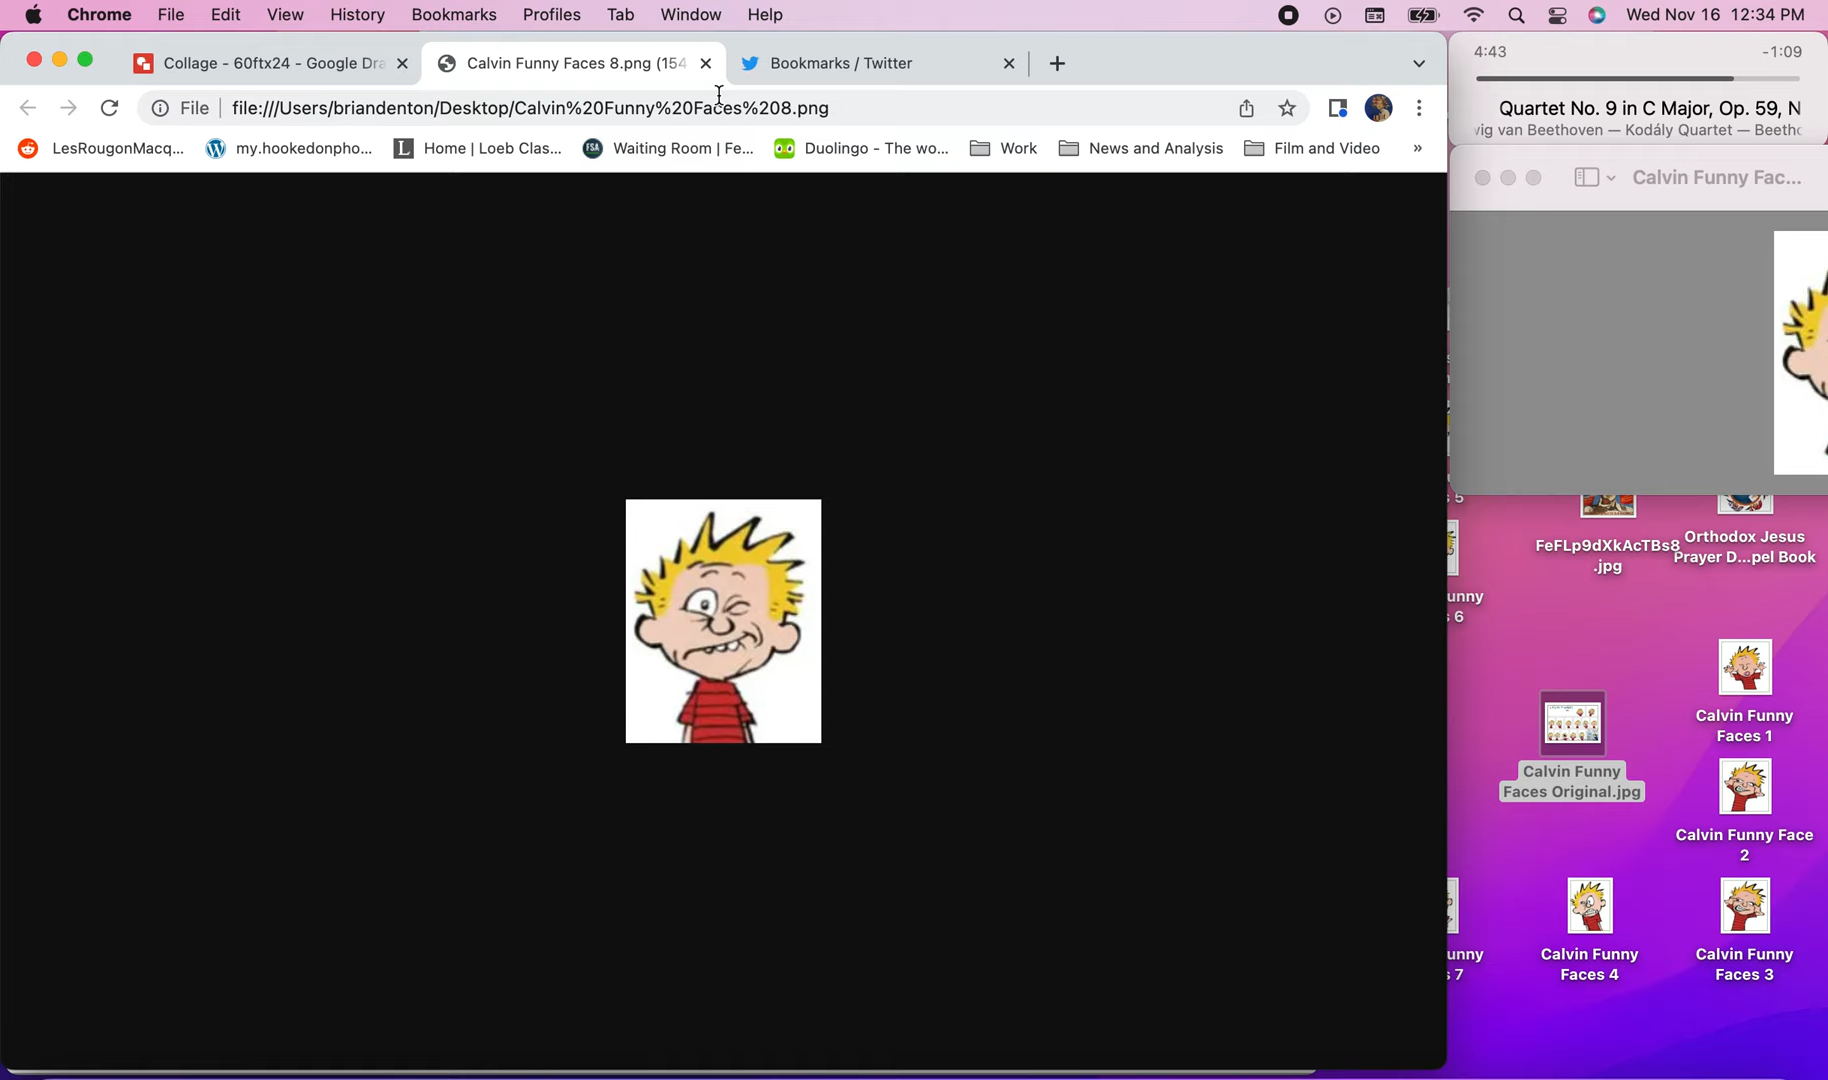 Chrome File Edit View History Bookmarks Profiles Tab Window Help Wed Nov 16 12:34 PM
Collage - 60ftx24 - Google Dra
Calvin Funny Faces 8.png (154
Bookmarks / Twitter
File file:///Users/briandenton/Desktop/Calvin%20Funny%20Faces%208.png
LesRougonMacq... my.hookedonpho... L Home | Loeb Clas... FSA Waiting Room | Fe... Duolingo - The wo... Work News and Analysis Film and Video »
4:43 -1:09
Quartet No. 9 in C Major, Op. 59, N
vig van Beethoven — Kodály Quartet — Beetho
Calvin Funny Fac...
s 5
FeFLp9dXkAcTBs8
.jpg
Orthodox Jesus
Prayer D...pel Book
unny
s 6
Calvin Funny
Faces 1
Calvin Funny
Faces Original.jpg
Calvin Funny Face
2
unny
s 7
Calvin Funny
Faces 4
Calvin Funny
Faces 3